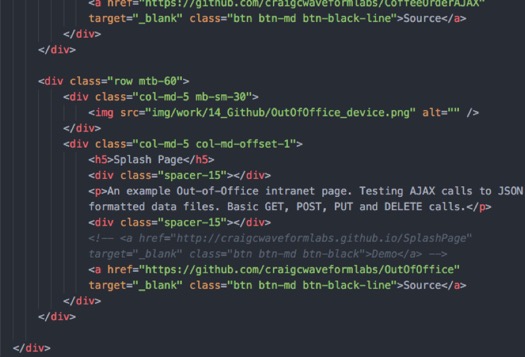 <a href="https://github.com/craigcwaveformlabs/CoffeeOrderAJAX"
target="_blank" class="btn btn-md btn-black-line">Source</a>
</div>
</div>
<div class="row mtb-60">
<div class="col-md-5 mb-sm-30">
<img src="img/work/14_Github/OutOfOffice_device.png" alt="" />
</div>
<div class="col-md-5 col-md-offset-1">
<h5>Splash Page</h5>
<div class="spacer-15"></div>
<p>An example Out-of-Office intranet page. Testing AJAX calls to JSON
formatted data files. Basic GET, POST, PUT and DELETE calls.</p>
<div class="spacer-15"></div>
<!-- <a href="http://craigcwaveformlabs.github.io/SplashPage"
target="_blank" class="btn btn-md btn-black">Demo</a> -->
<a href="https://github.com/craigcwaveformlabs/OutOfOffice"
target="_blank" class="btn btn-md btn-black-line">Source</a>
</div>
</div>
</div>